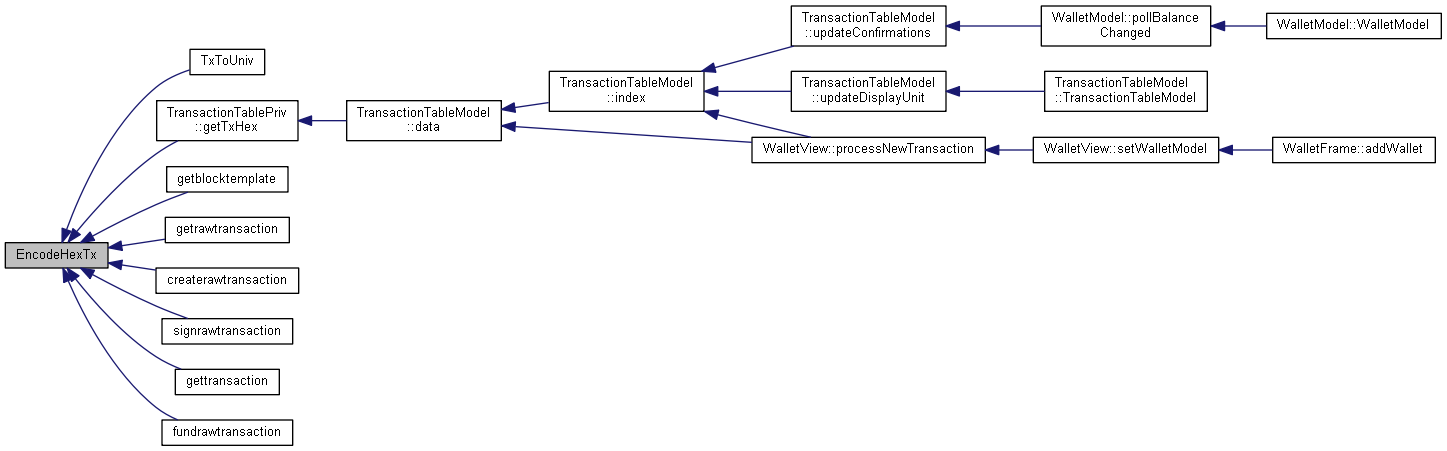 EncodeHexTx
TxToUniv
TransactionTablePriv
::getTxHex
getblocktemplate
getrawtransaction
createrawtransaction
signrawtransaction
gettransaction
fundrawtransaction
TransactionTableModel
::data
TransactionTableModel
::index
TransactionTableModel
::updateConfirmations
TransactionTableModel
::updateDisplayUnit
WalletView::processNewTransaction
WalletModel::pollBalance
Changed
TransactionTableModel
::TransactionTableModel
WalletView::setWalletModel
WalletModel::WalletModel
WalletFrame::addWallet